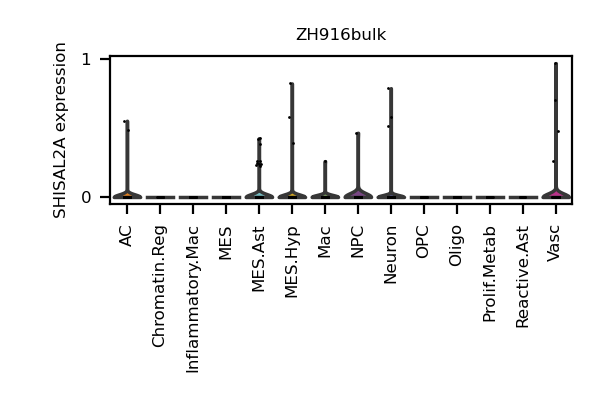 ZH916bulk
SHISAL2A expression
1
0
AC
Chromatin.Reg
Inflammatory.Mac
MES
MES.Ast
MES.Hyp
Mac
NPC
Neuron
OPC
Oligo
Prolif.Metab
Reactive.Ast
Vasc